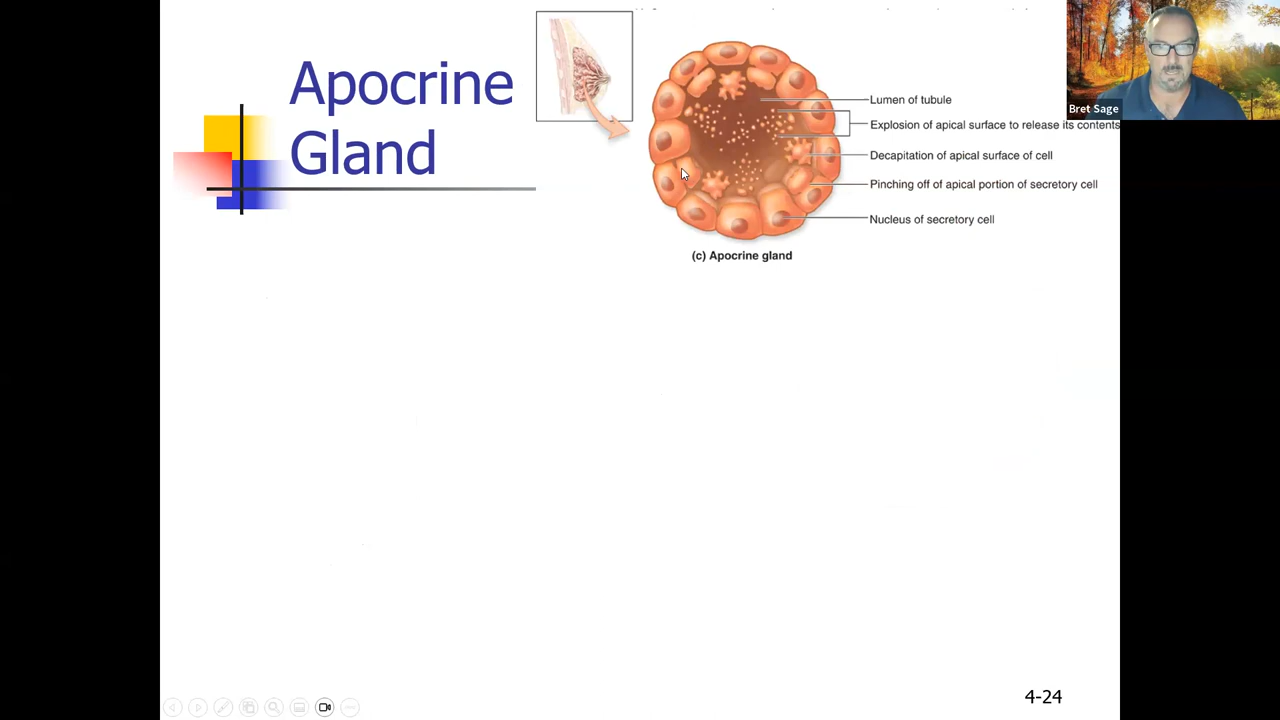 Apocrine
Gland
Lumen of tubule
Explosion of apical surface to release its contents
Decapitation of apical surface of cell
Pinching off of apical portion of secretory cell
Nucleus of secretory cell
(c) Apocrine gland
Bret Sage
4-24